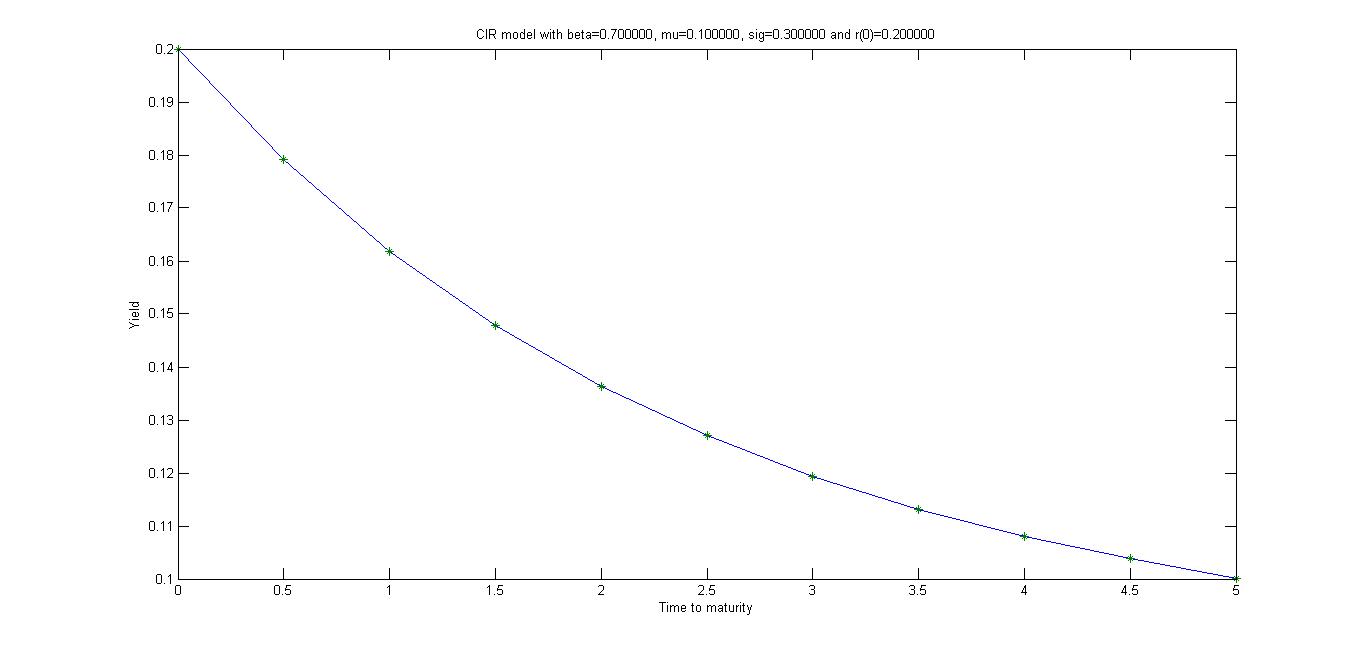 CIR model with beta=0.700000, mu=0.100000, sig=0.300000 and r(0)=0.200000
0.2
0.19
0.18
0.17
0.16
0.15
0.14
0.13
0.12
0.11
0.1
Yield
0 0.5 1 1.5 2 2.5 3 3.5 4 4.5 5
Time to maturity